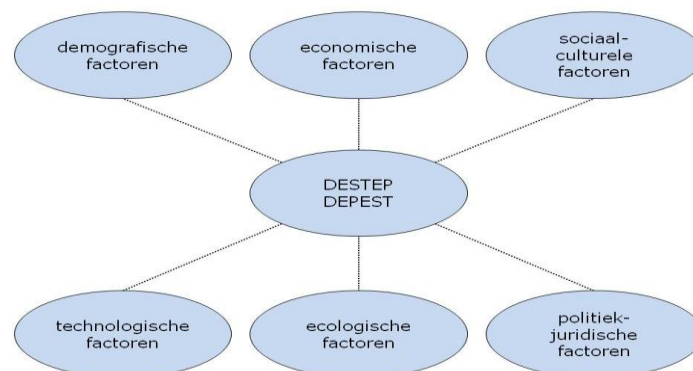 demografische
factoren
economische
factoren
sociaal-
culturele
factoren
DESTEP
DEPEST
technologische
factoren
ecologische
factoren
politiek-
juridische
factoren